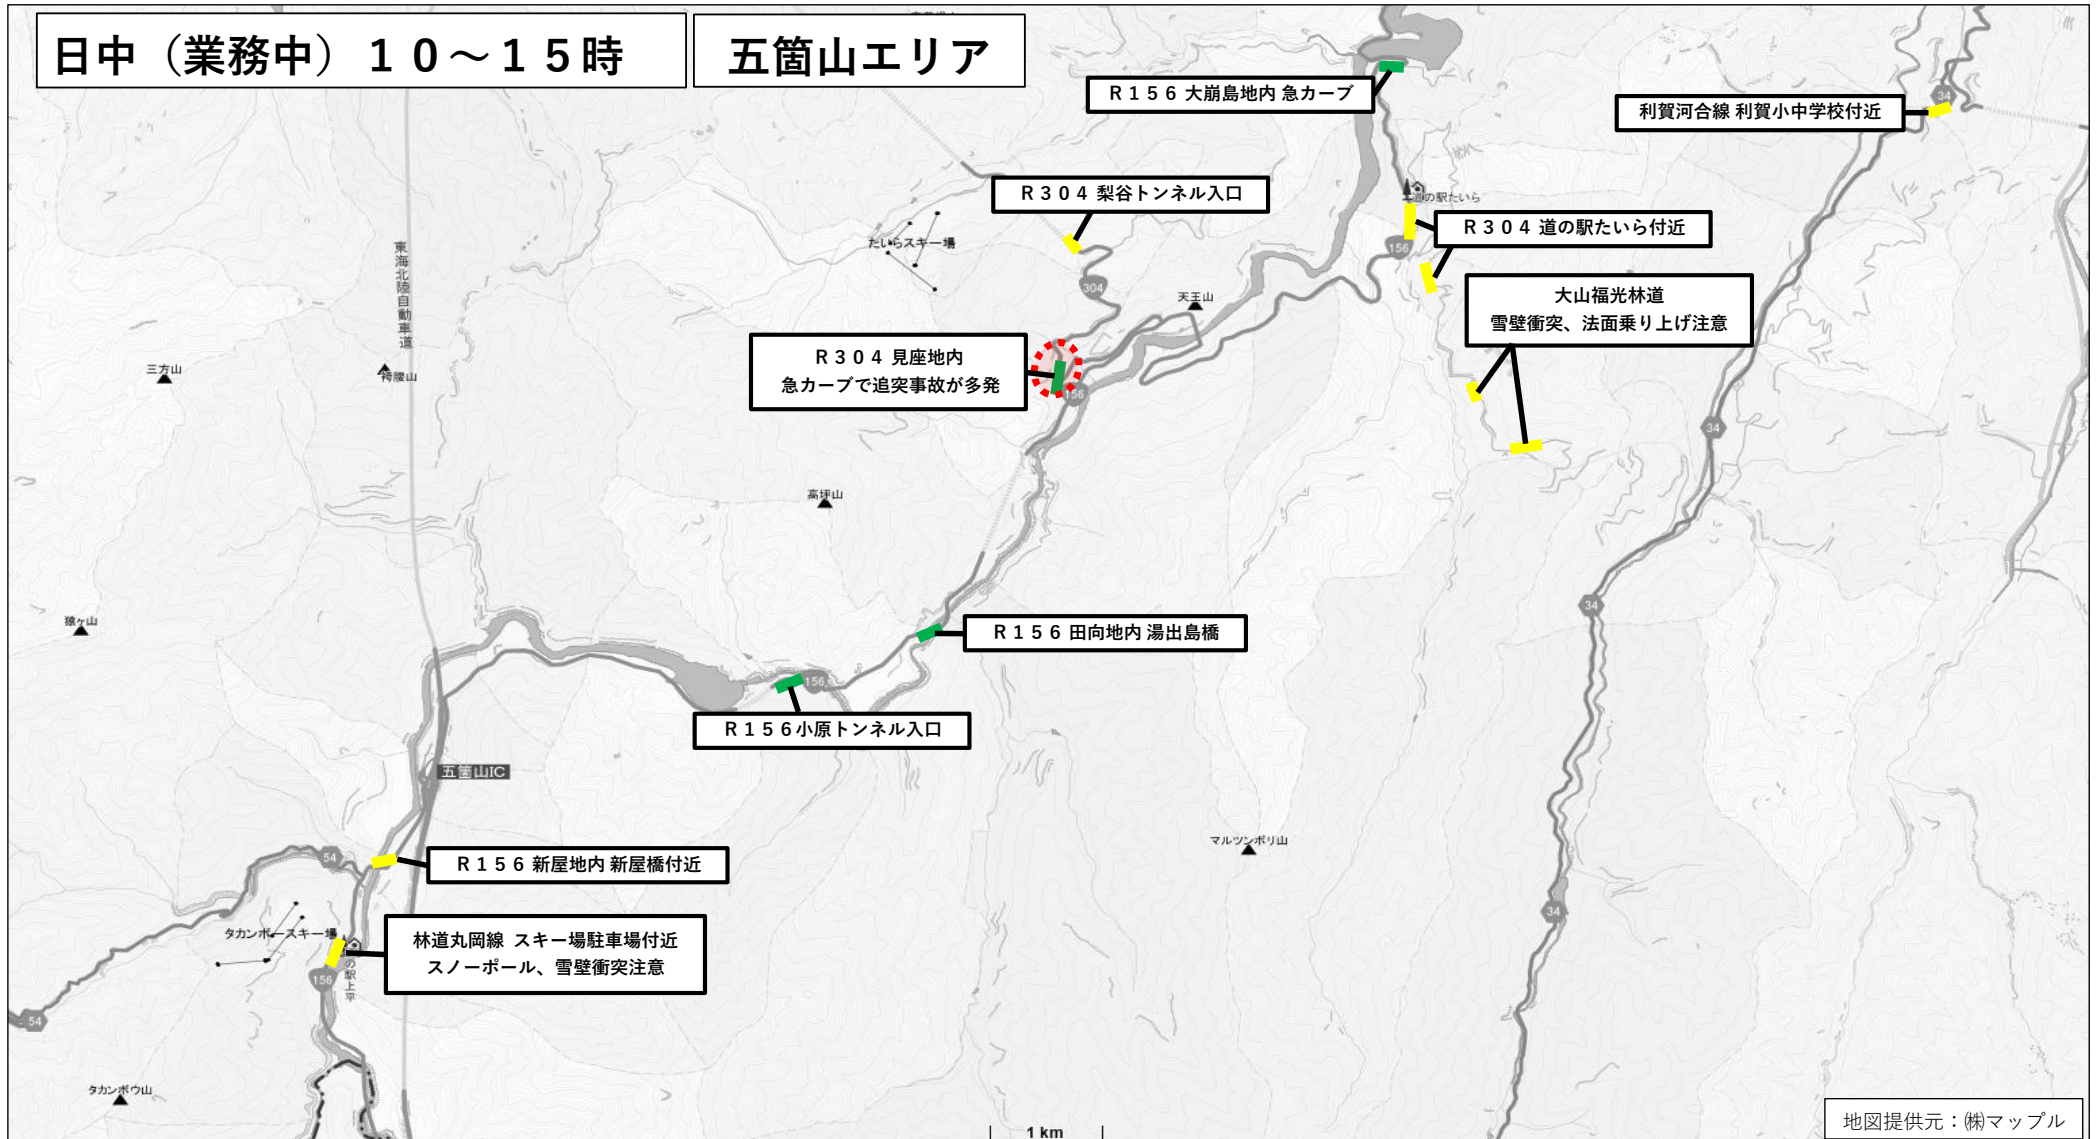 日中（業務中）１０～１５時
五箇山エリア
Ｒ１５６ 大崩島地内 急カーブ
34
利賀河合線 利賀小中学校付近
Ｒ３０４ 梨谷トンネル入口
道の駅たいら
Ｒ３０４ 道の駅たいら付近
156
たいらスキー場
東海北陸自動車道
304
天王山
大山福光林道
雪壁衝突、法面乗り上げ注意
Ｒ３０４ 見座地内
急カーブで追突事故が多発
三方山
袴腰山
156
34
高坪山
34
猿ヶ山
Ｒ１５６ 田向地内 湯出島橋
156
Ｒ１５６小原トンネル入口
五箇山IC
マルツンボリ山
54
Ｒ１５６ 新屋地内 新屋橋付近
34
タカンボースキー場
林道丸岡線 スキー場駐車場付近
スノーポール、雪壁衝突注意
の駅上平
156
54
タカンボウ山
1 km
地図提供元：㈱マップル